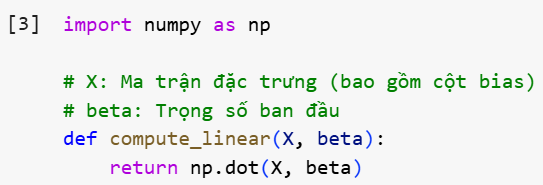 [3] import numpy as np
# X: Ma trận đặc trưng (bao gồm cột bias)
# beta: Trọng số ban đầu
def compute_linear(X, beta):
    return np.dot(X, beta)